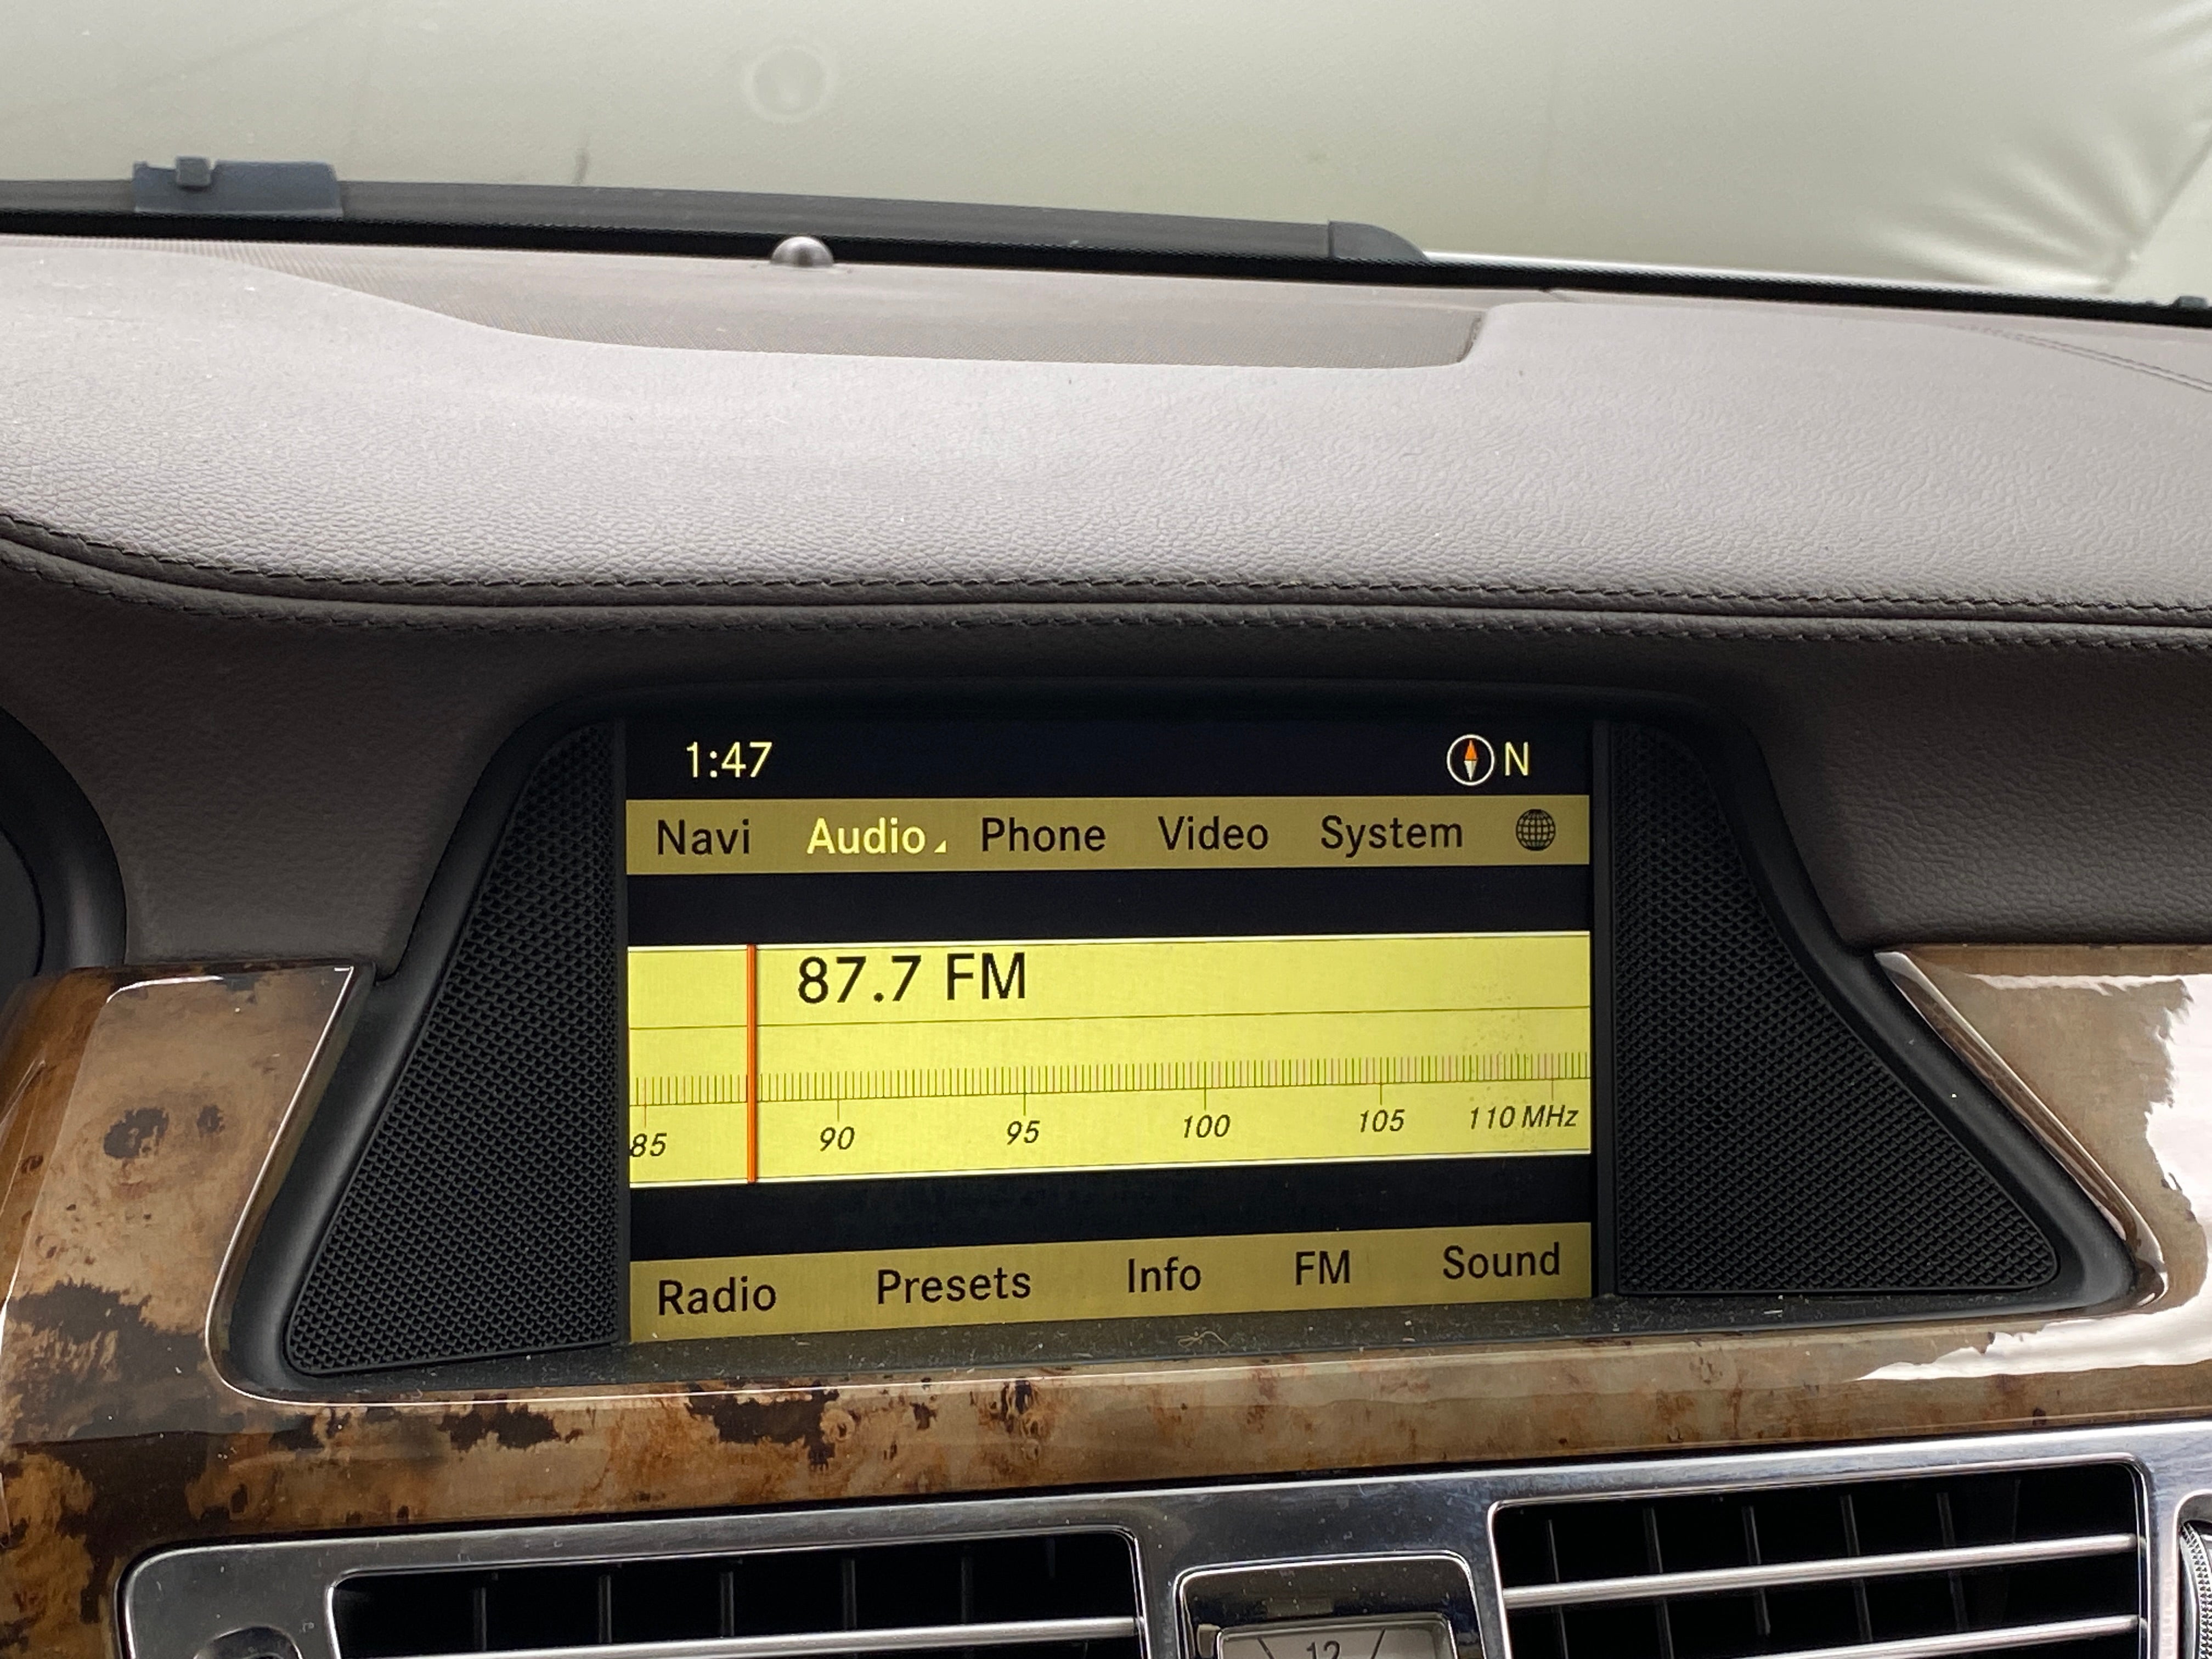 1:47 N
Navi Audio Phone Video System
87.7 FM
85 90 95 100 105 110 MHz
Radio Presets Info FM Sound
12